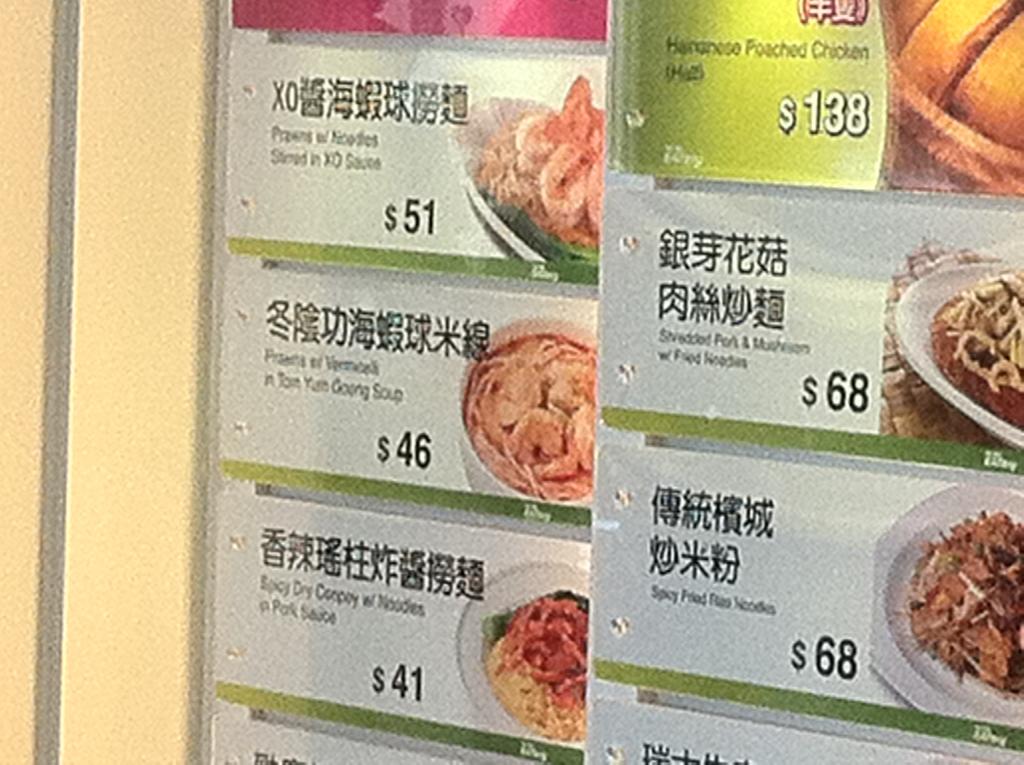 XO醬海蝦球撈麵
Prawns w/ Noodles
Stirred in XO Sauce
$51
冬陰功海蝦球米線
Prawns w/ Vermicelli
in Tom Yum Goong Soup
$46
香辣瑤柱炸醬撈麵
Spicy Dry Conpoy w/ Noodles
in Pork Sauce
$41
(半隻)
Hainanese Poached Chicken
(Half)
$138
銀芽花菇
肉絲炒麵
Shredded Pork & Mushroom
w/ Fried Noodles
$68
傳統檳城
炒米粉
Spicy Fried Rice Noodles
$68